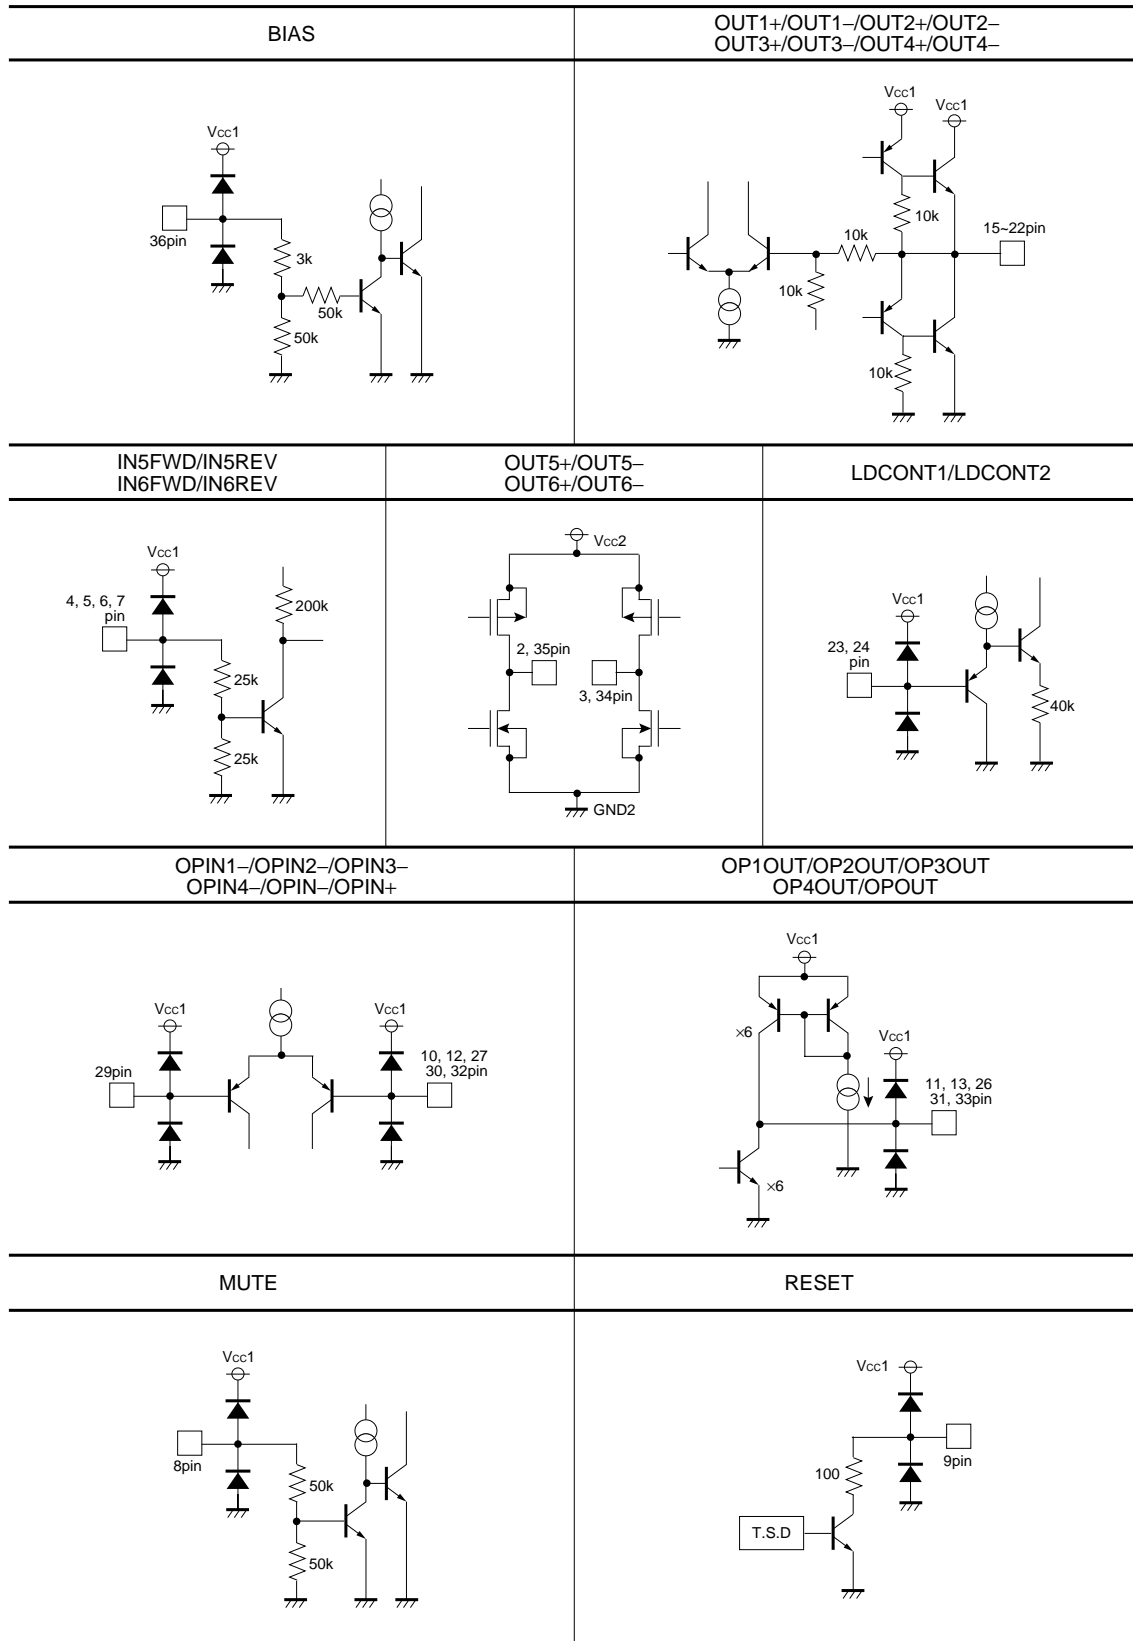 BIAS
OUT1+/OUT1–/OUT2+/OUT2–
OUT3+/OUT3–/OUT4+/OUT4–
Vcc1
36pin
3k
50k
50k
Vcc1
Vcc1
10k
10k
10k
10k
15~22pin
IN5FWD/IN5REV
IN6FWD/IN6REV
OUT5+/OUT5–
OUT6+/OUT6–
LDCONT1/LDCONT2
Vcc1
4, 5, 6, 7
pin
200k
25k
25k
Vcc2
2, 35pin
3, 34pin
GND2
Vcc1
23, 24
pin
40k
OPIN1–/OPIN2–/OPIN3–
OPIN4–/OPIN–/OPIN+
OP1OUT/OP2OUT/OP3OUT
OP4OUT/OPOUT
Vcc1
29pin
Vcc1
10, 12, 27
30, 32pin
Vcc1
×6
Vcc1
11, 13, 26
31, 33pin
×6
MUTE
RESET
Vcc1
8pin
50k
50k
Vcc1
9pin
100
T.S.D